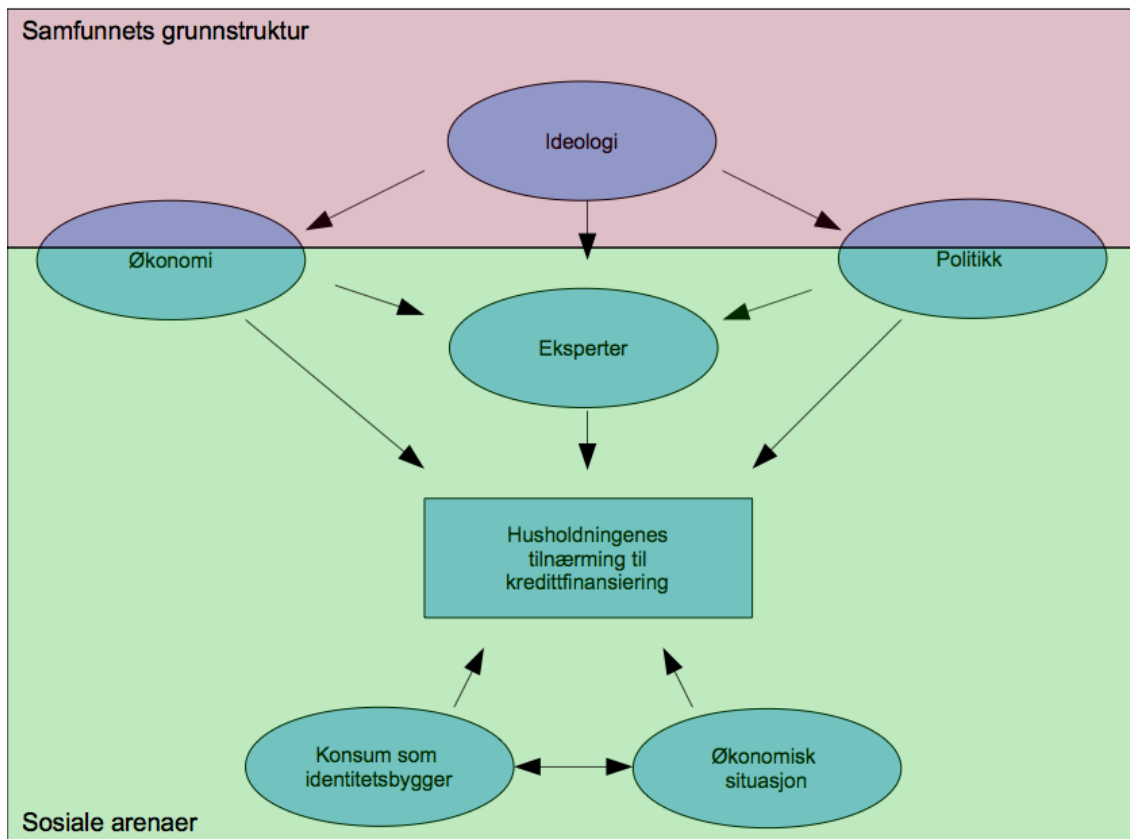 Samfunnets grunnstruktur
Ideologi
Økonomi
Politikk
Eksperter
Husholdningenes
tilnærming til
kredittfinansiering
Konsum som
identitetsbygger
Økonomisk
situasjon
Sosiale arenaer